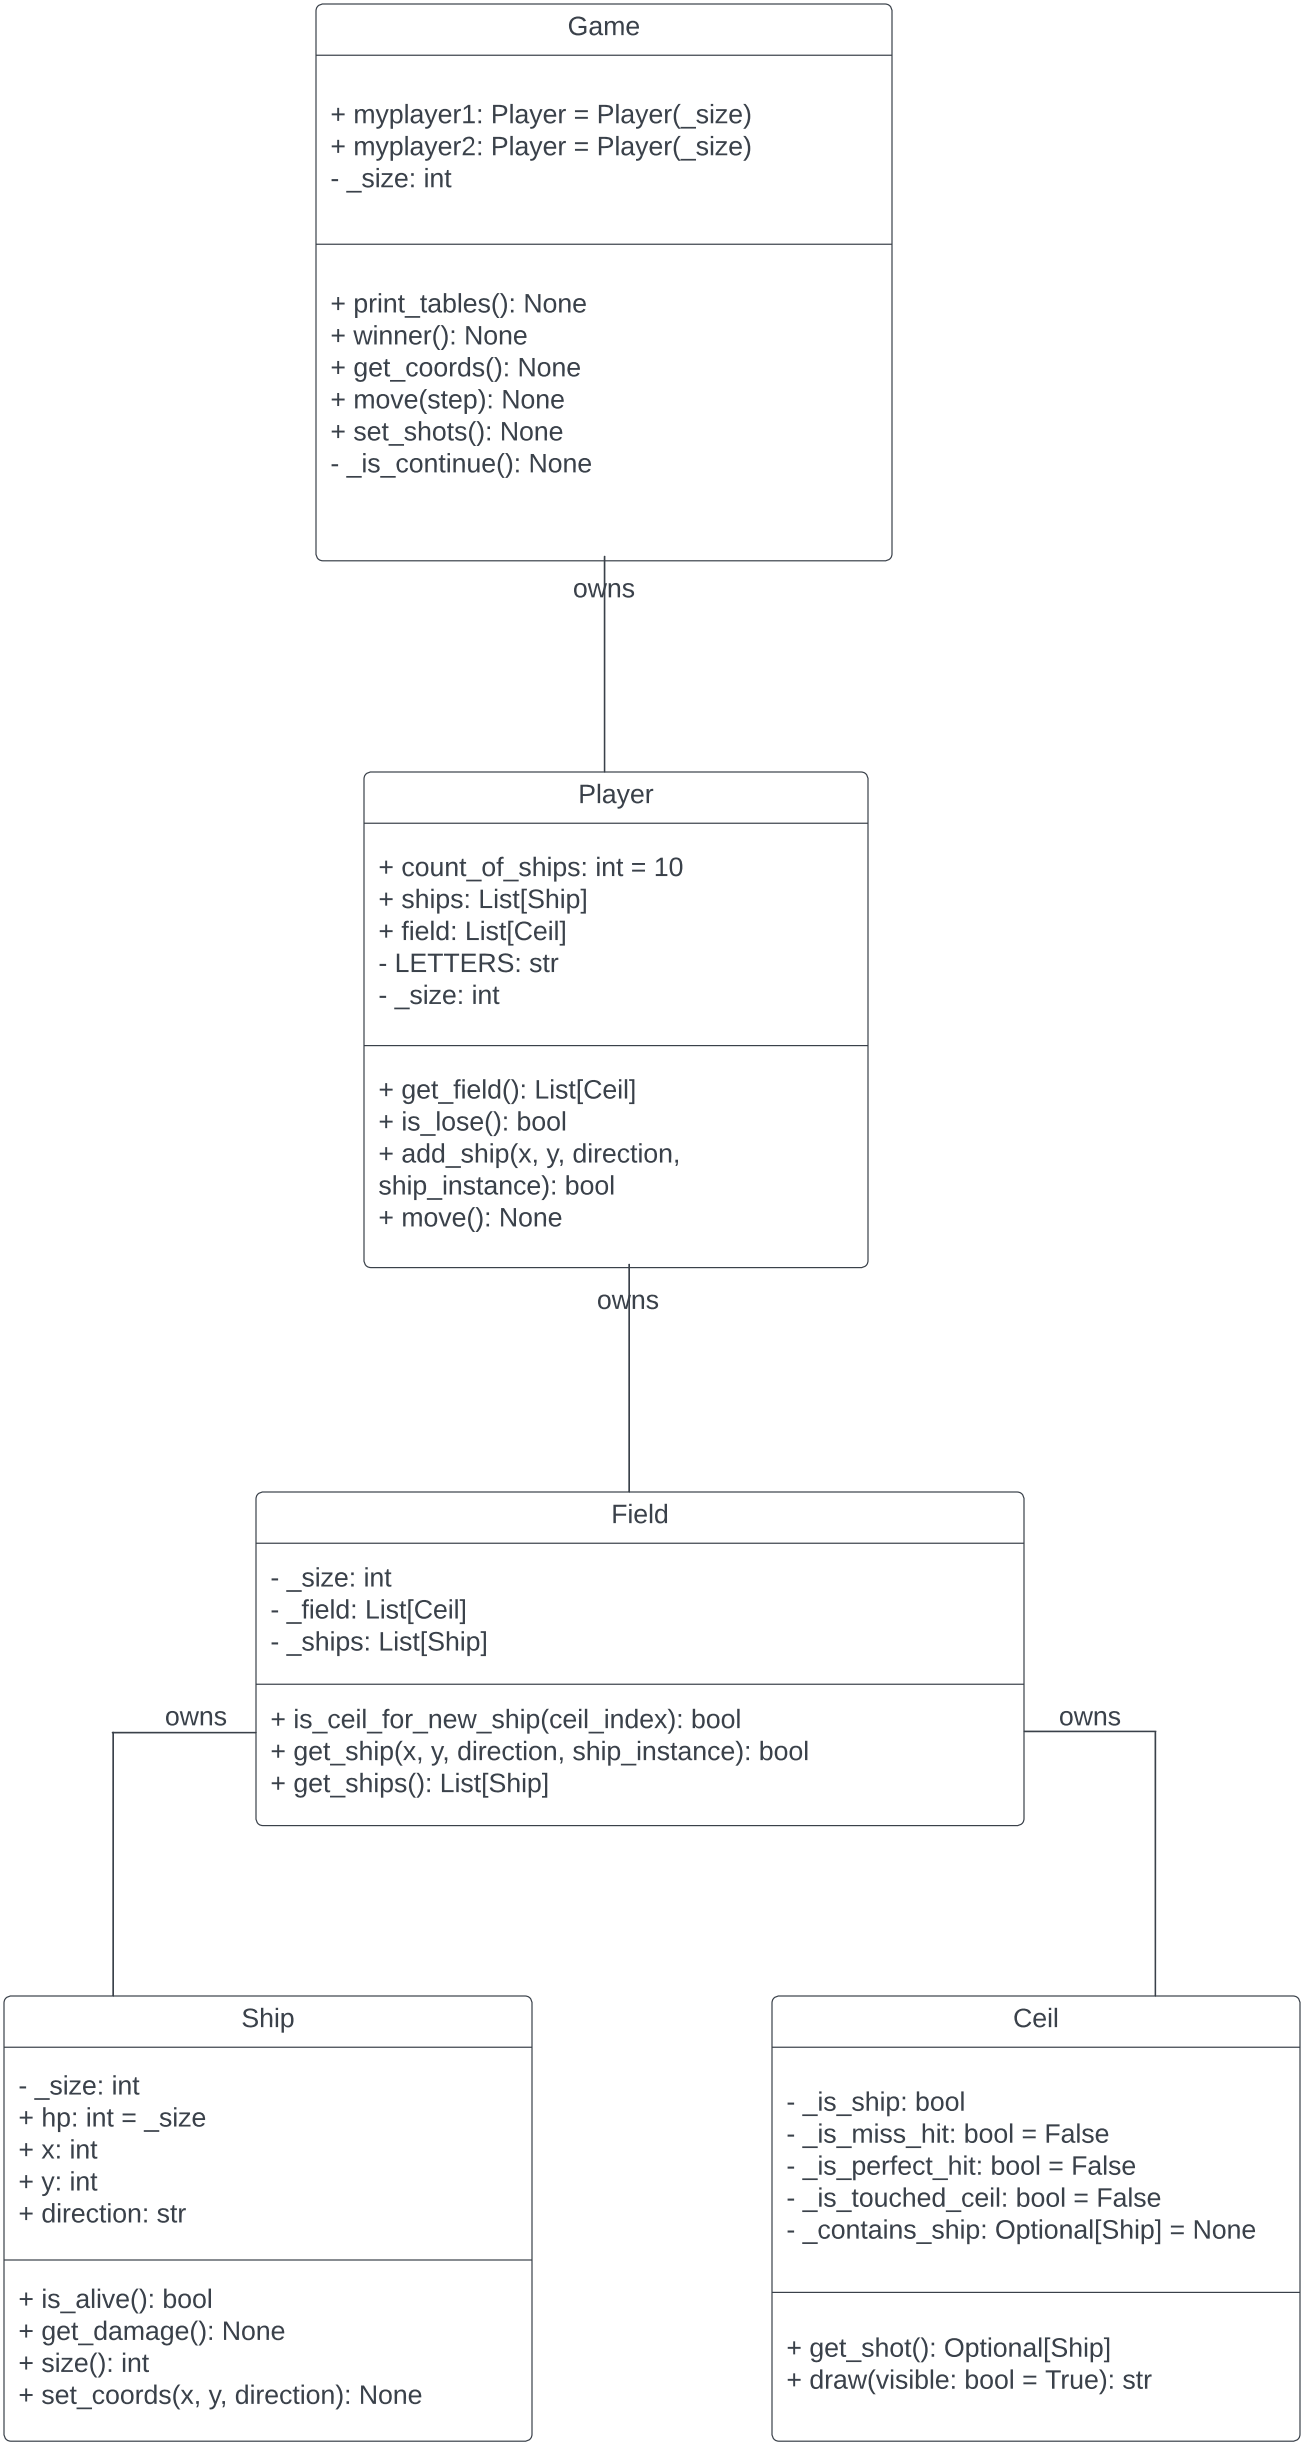 Game
+ myplayer1: Player = Player(_size)
+ myplayer2: Player = Player(_size)
- _size: int
+ print_tables(): None
+ winner(): None
+ get_coords(): None
+ move(step): None
+ set_shots(): None
- _is_continue(): None
owns
Player
+ count_of_ships: int = 10
+ ships: List[Ship]
+ field: List[Ceil]
- LETTERS: str
- _size: int
+ get_field(): List[Ceil]
+ is_lose(): bool
+ add_ship(x, y, direction,
ship_instance): bool
+ move(): None
owns
Field
- _size: int
- _field: List[Ceil]
- _ships: List[Ship]
+ is_ceil_for_new_ship(ceil_index): bool
+ get_ship(x, y, direction, ship_instance): bool
+ get_ships(): List[Ship]
owns
owns
Ship
- _size: int
+ hp: int = _size
+ x: int
+ y: int
+ direction: str
+ is_alive(): bool
+ get_damage(): None
+ size(): int
+ set_coords(x, y, direction): None
Ceil
- _is_ship: bool
- _is_miss_hit: bool = False
- _is_perfect_hit: bool = False
- _is_touched_ceil: bool = False
- _contains_ship: Optional[Ship] = None
+ get_shot(): Optional[Ship]
+ draw(visible: bool = True): str